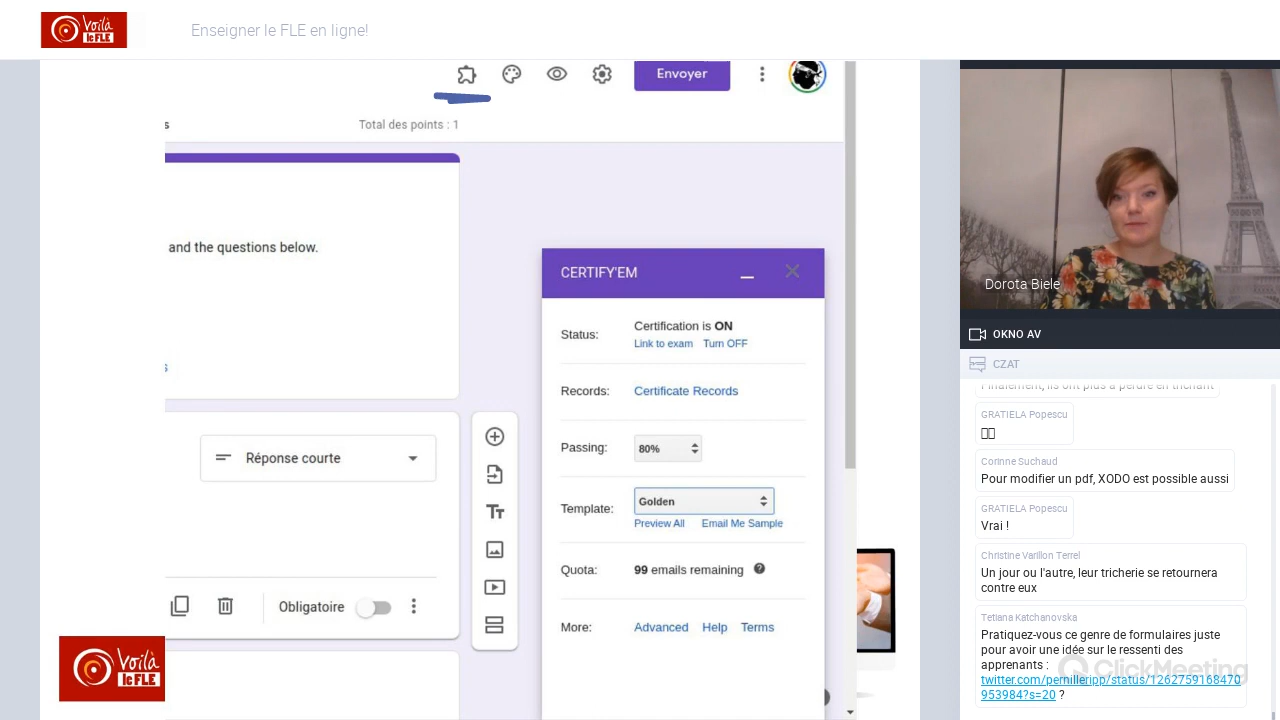 Voilà
le FLE
Enseigner le FLE en ligne!
Envoyer
s
Total des points : 1
and the questions below.
s
CERTIFY'EM
Status:
Certification is ON
Link to exam Turn OFF
Records:
Certificate Records
Passing:
80%
Template:
Golden
Preview All Email Me Sample
Quota:
99 emails remaining
More:
Advanced Help Terms
Réponse courte
Tт
Obligatoire
Voilà
le FLE
Dorota Biele
OKNO AV
CZAT
Finalement, ils ont plus à perdre en trichant
GRATIELA Popescu
Corinne Suchaud
Pour modifier un pdf, XODO est possible aussi
GRATIELA Popescu
Vrai !
Christine Varillon Terrel
Un jour ou l'autre, leur tricherie se retournera
contre eux
Tetiana Katchanovska
Pratiquez-vous ce genre de formulaires juste
pour avoir une idée sur le ressenti des
apprenants :
twitter.com/pernilleripp/status/1262759168470
953984?s=20 ?
ClickMeeting